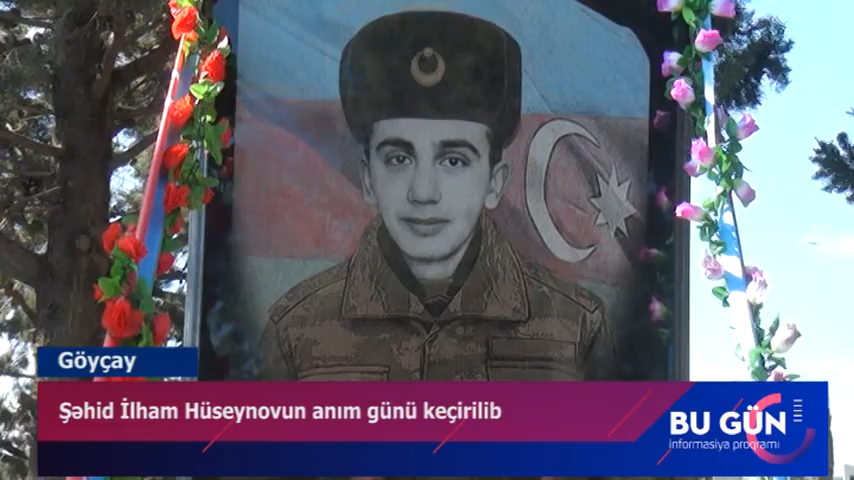 Göyçay
Şəhid İlham Hüseynovun anım günü keçirilib
BU GÜN
informasiya proqramı